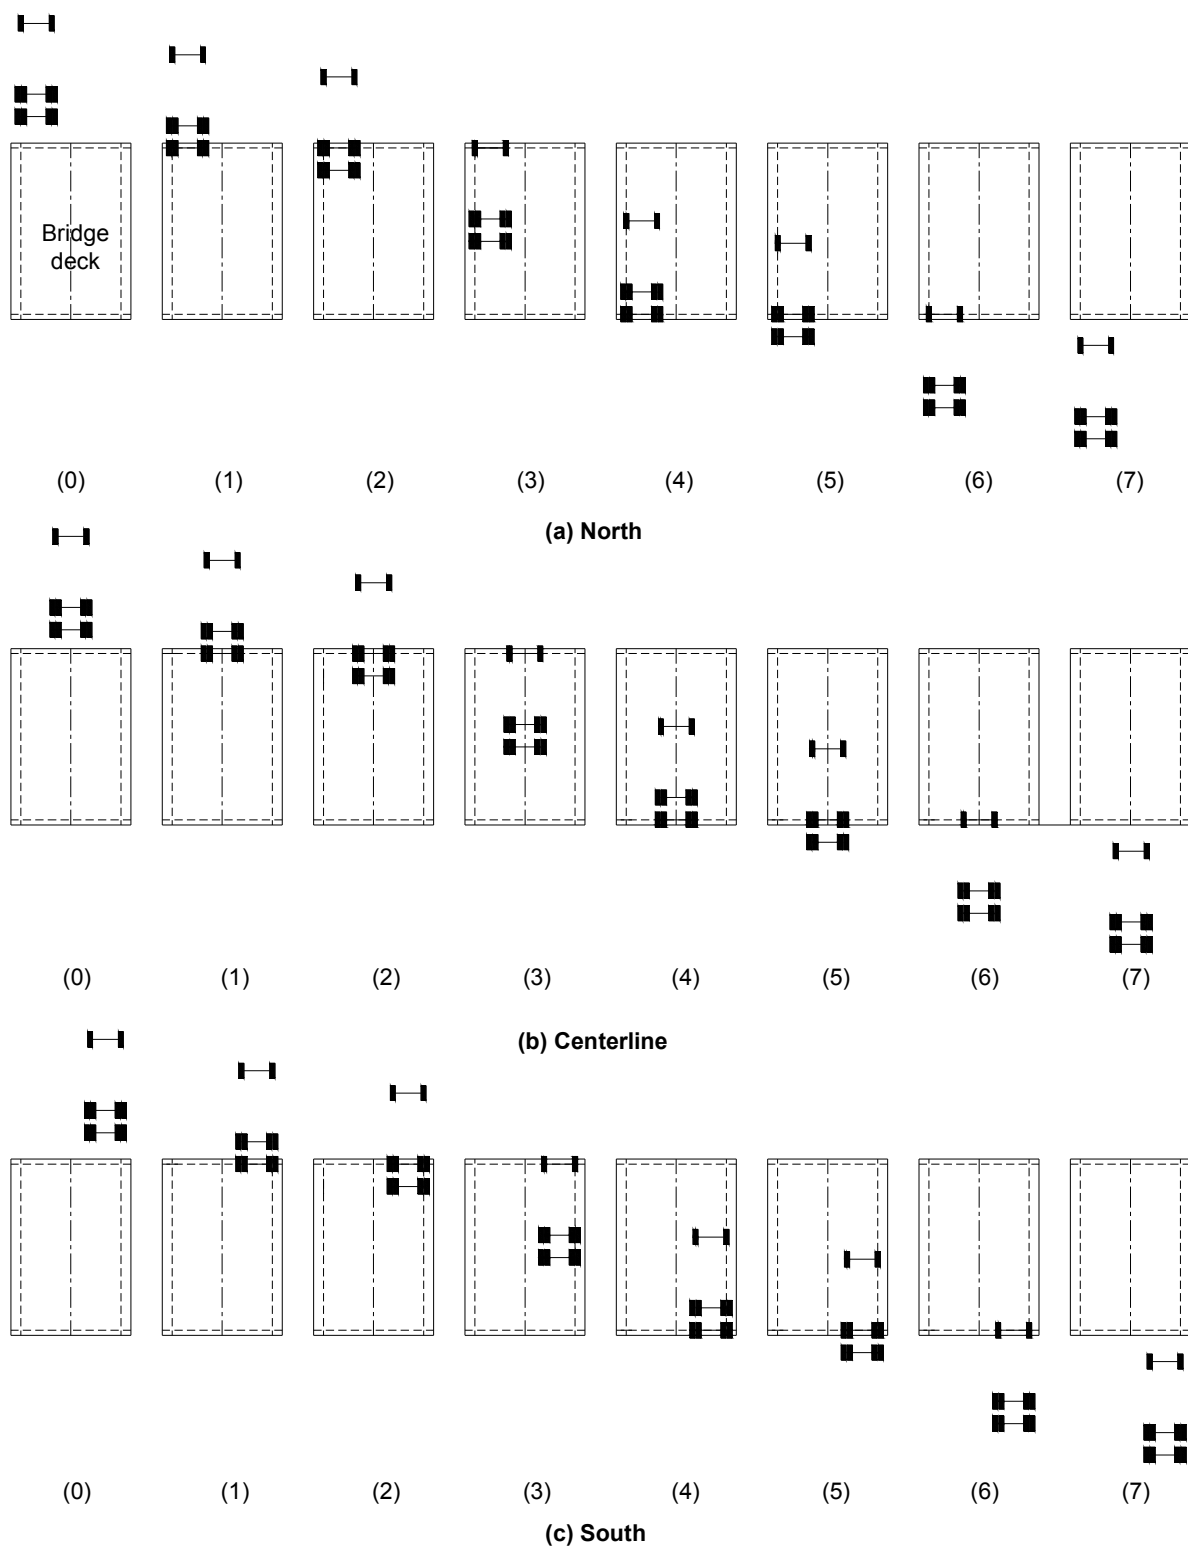 Bridge
deck
(0) (1) (2) (3) (4) (5) (6) (7)
(a) North
(0) (1) (2) (3) (4) (5) (6) (7)
(b) Centerline
(0) (1) (2) (3) (4) (5) (6) (7)
(c) South